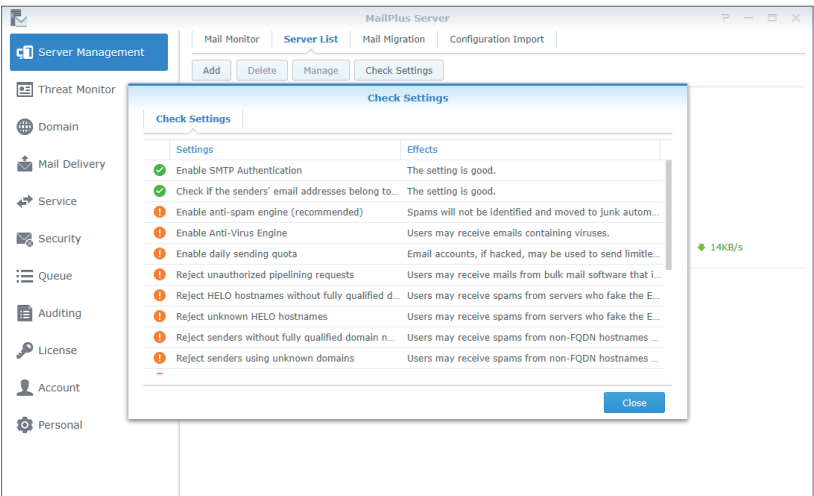 MailPlus Server
Server Management
Threat Monitor
Domain
Mail Delivery
Service
Security
Queue
Auditing
License
Account
Personal
Mail Monitor Server List Mail Migration Configuration Import
Add Delete Manage Check Settings
14KB/s
Check Settings
Check Settings
Settings Effects
Enable SMTP Authentication The setting is good.
Check if the senders' email addresses belong to... The setting is good.
Enable anti-spam engine (recommended) Spams will not be identified and moved to junk autom...
Enable Anti-Virus Engine Users may receive emails containing viruses.
Enable daily sending quota Email accounts, if hacked, may be used to send limitle...
Reject unauthorized pipelining requests Users may receive mails from bulk mail software that i...
Reject HELO hostnames without fully qualified d... Users may receive spams from servers who fake the E...
Reject unknown HELO hostnames Users may receive spams from servers who fake the E...
Reject senders without fully qualified domain n... Users may receive spams from non-FQDN hostnames ...
Reject senders using unknown domains Users may receive spams from non-FQDN hostnames ...
Close